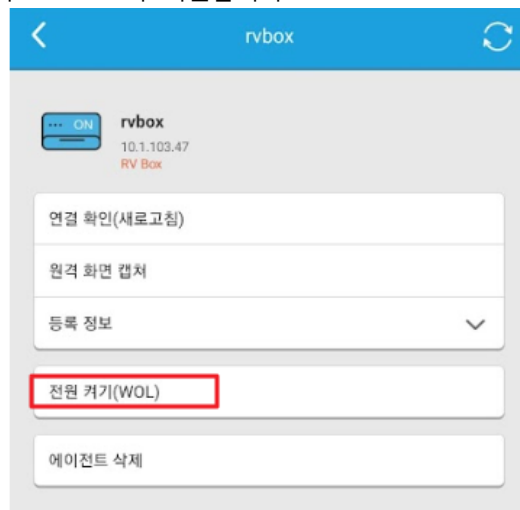 rvbox
... ON
rvbox
10.1.103.47
RV Box
연결 확인(새로고침)
원격 화면 캡쳐
등록 정보
전원 켜기(WOL)
에이전트 삭제